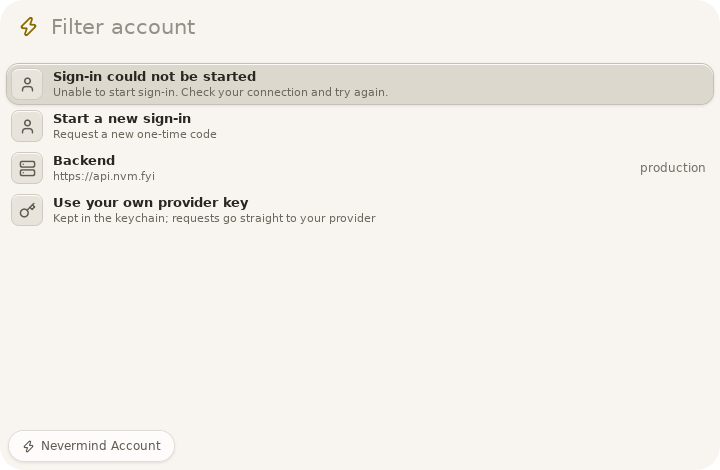 Filter account
Sign-in could not be started
Unable to start sign-in. Check your connection and try again.
Start a new sign-in
Request a new one-time code
Backend
https://api.nvm.fyi
production
Use your own provider key
Kept in the keychain; requests go straight to your provider
Nevermind Account